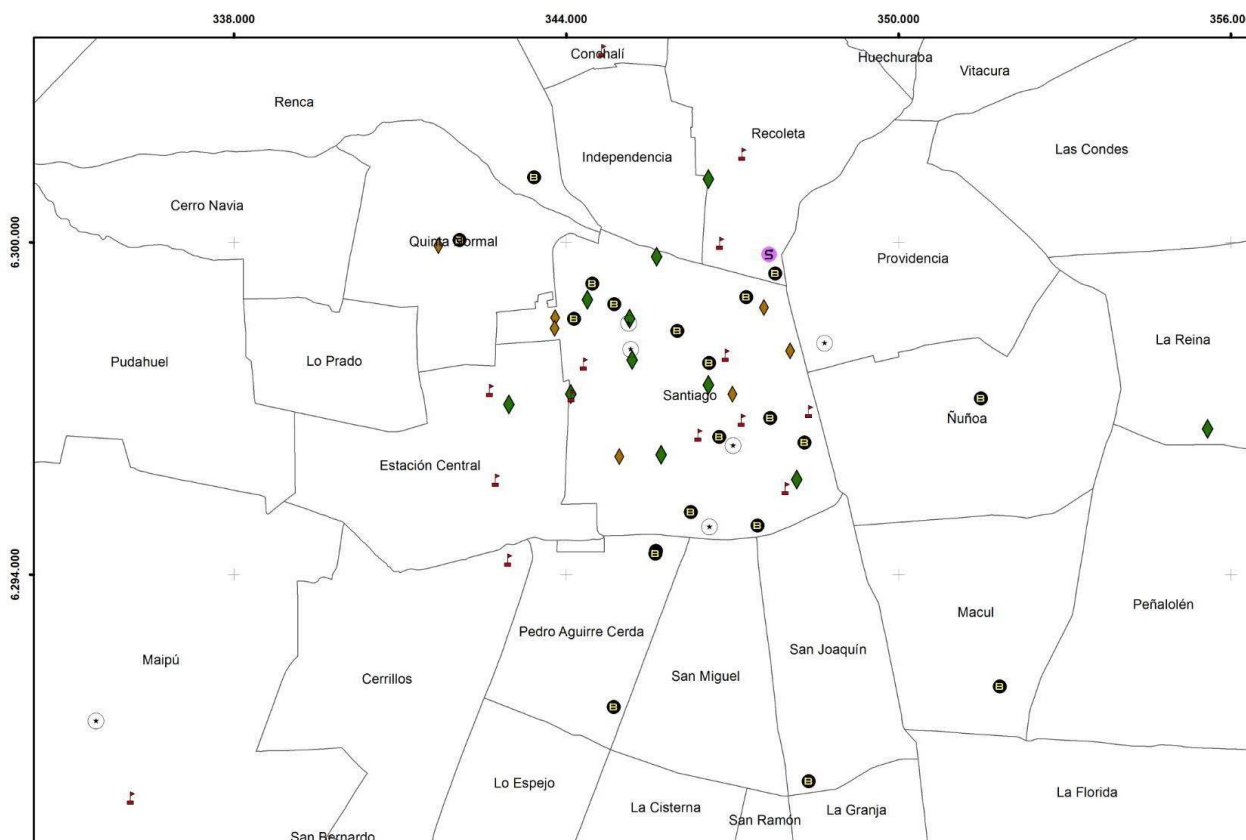 338.000 344.000 350.000 356.00
Conchalí
Huechuraba
Vitacura
Renca
Recoleta
Las Condes
Independencia
Cerro Navia
6.300.000
Quinta Normal
S
Providencia
La Reina
Pudahuel
Lo Prado
Santiago
Ñuñoa
Estación Central
6.294.000
Macul
Peñalolén
Pedro Aguirre Cerda
San Joaquín
Maipú
Cerrillos
San Miguel
Lo Espejo
La Florida
La Cisterna
La Granja
San Ramón
San Bernardo